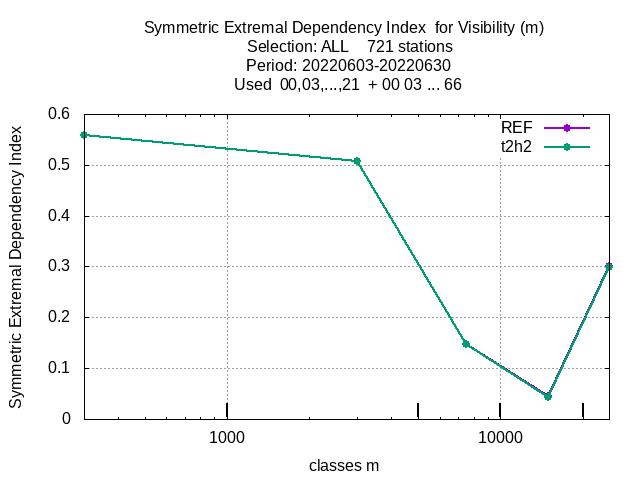 Symmetric Extremal Dependency Index  for Visibility (m)
Selection: ALL    721 stations
Period: 20220603-20220630
Used  00,03,...,21  + 00 03 ... 66
REF
t2h2
Symmetric Extremal Dependency Index
0.6
0.5
0.4
0.3
0.2
0.1
0
1000
10000
classes m